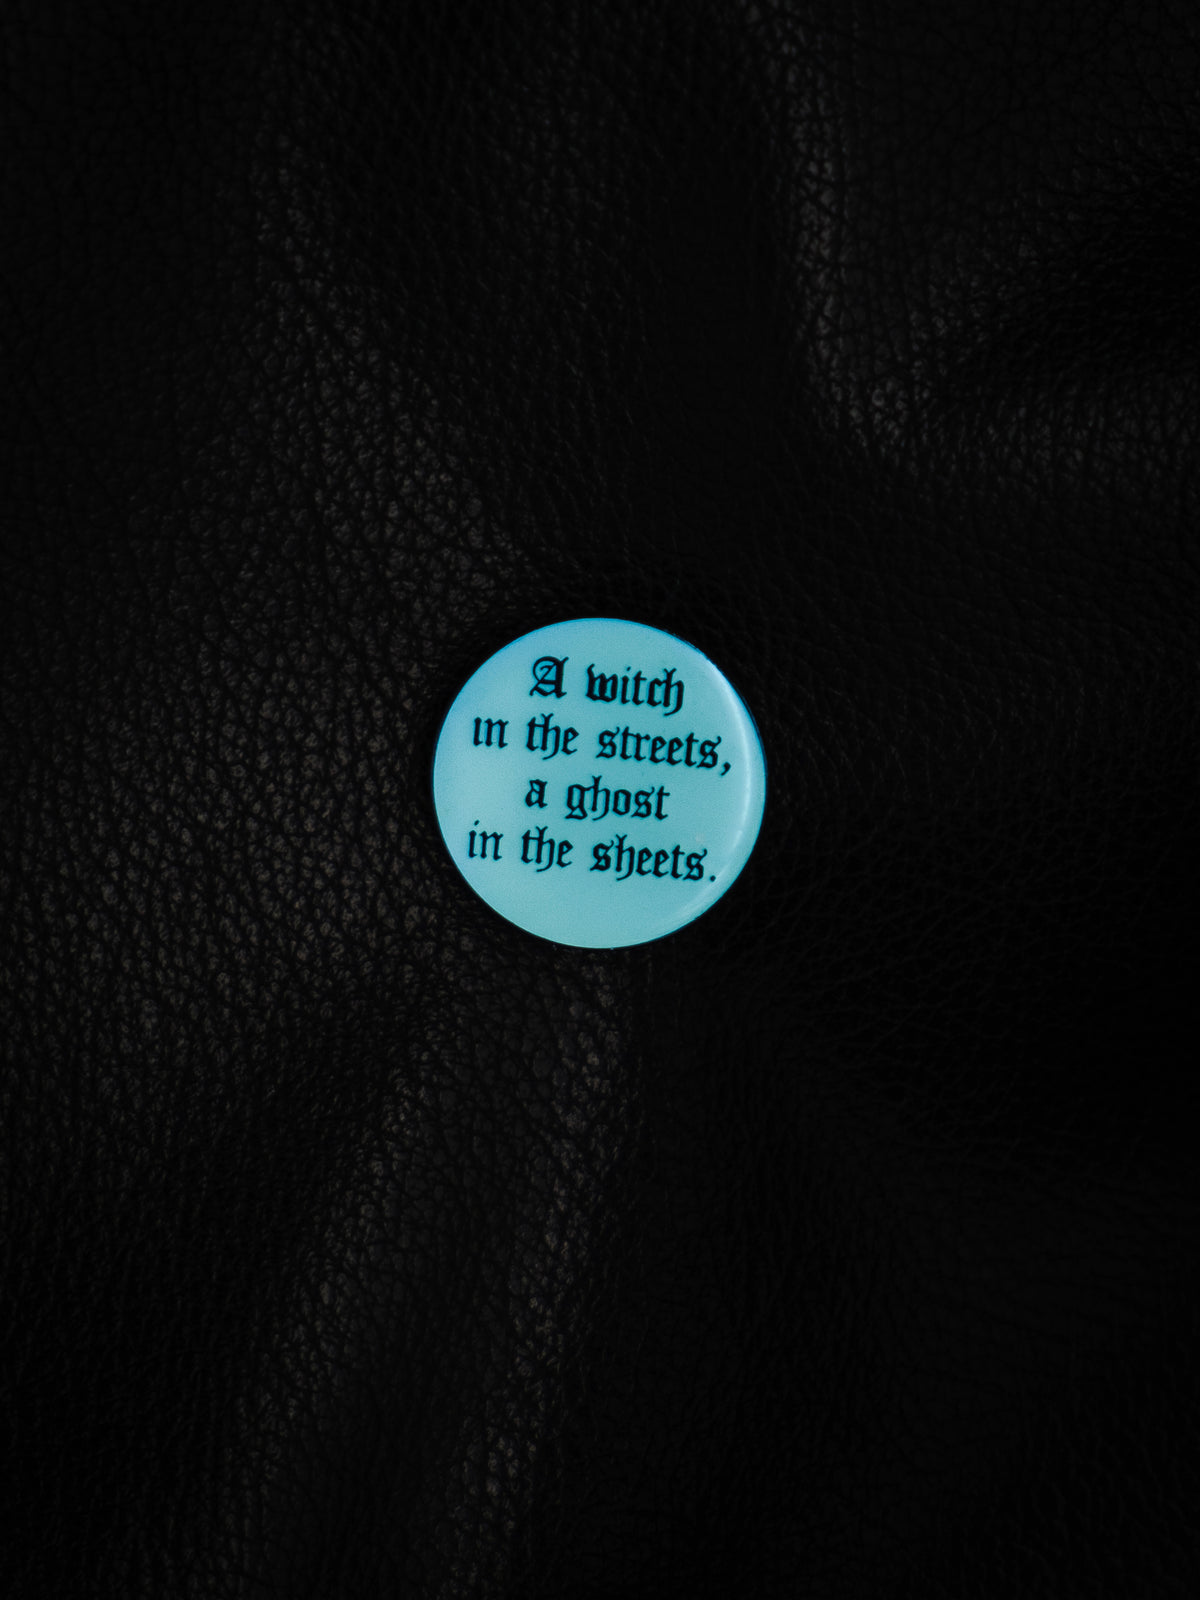 A witch
in the streets,
a ghost
in the sheets.